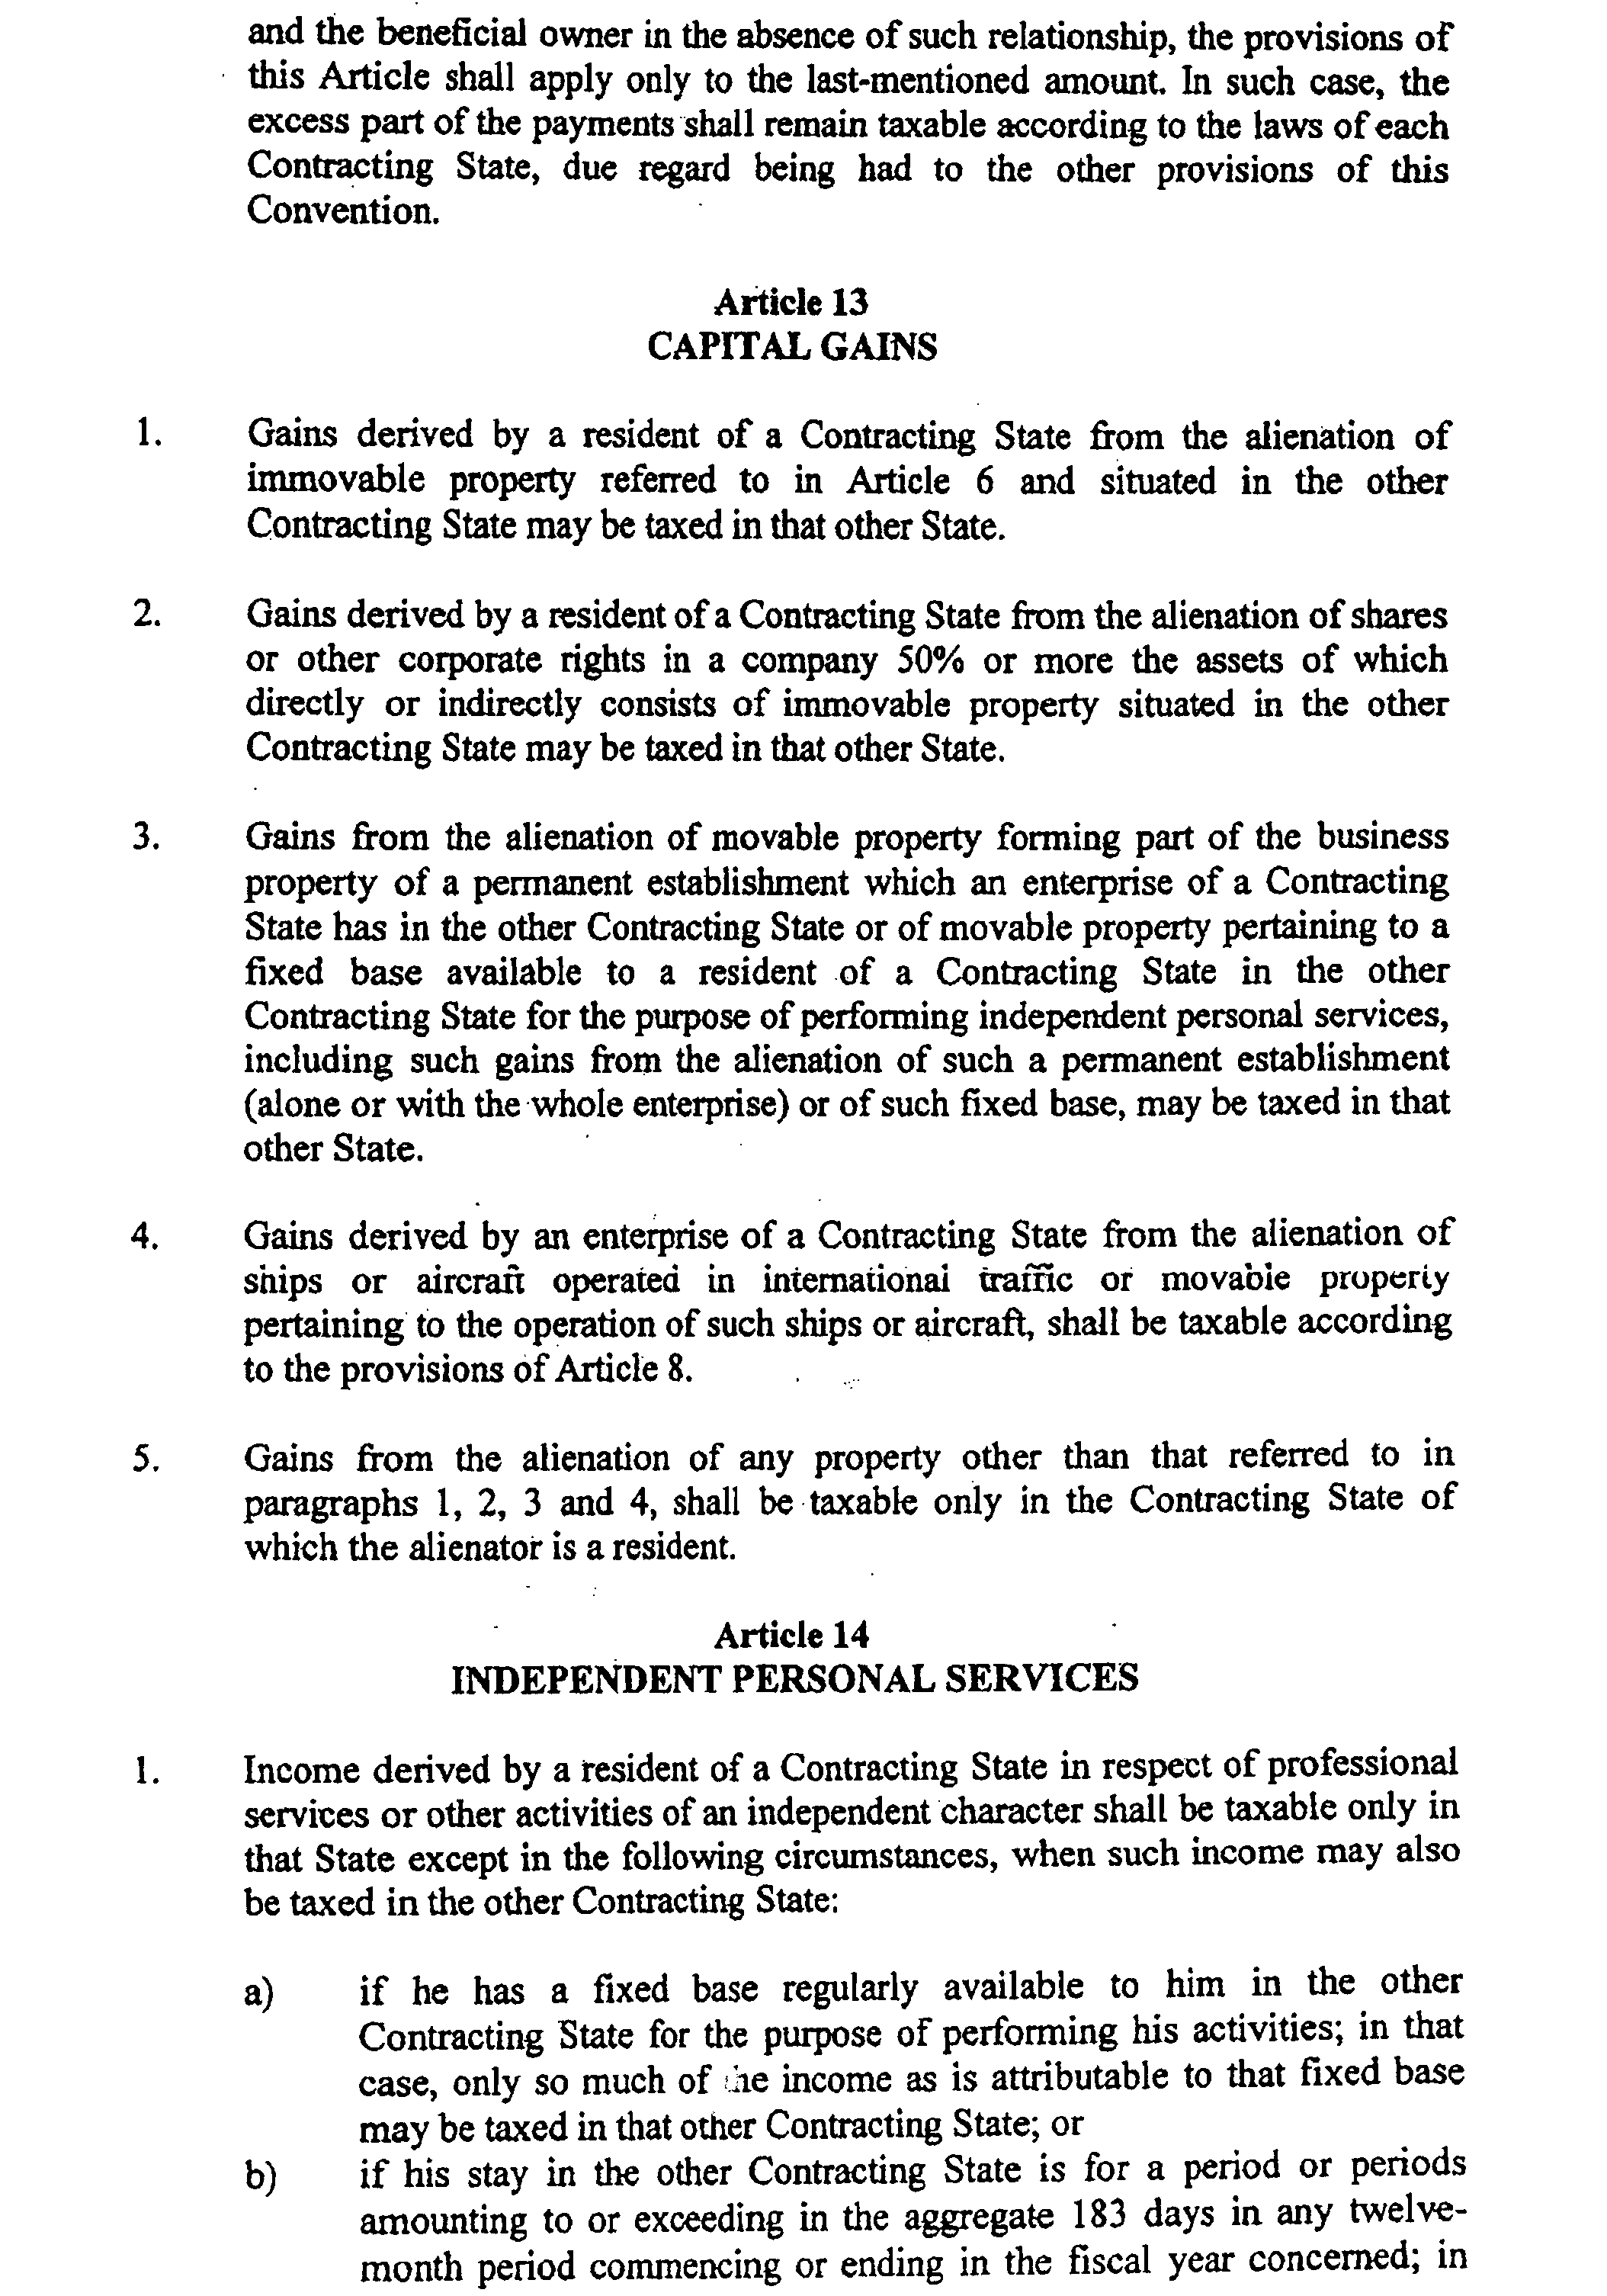 and the beneficial owner in the absence of such relationship, the provisions of
this Article shall apply only to the last-mentioned amount. In such case, the
excess part of the payments shall remain taxable according to the laws of each
Contracting State, due regard being had to the other provisions of this
Convention.
Article 13
CAPITAL GAINS
1. Gains derived by a resident of a Contracting State from the alienation of
immovable property referred to in Article 6 and situated in the other
Contracting State may be taxed in that other State.
2. Gains derived by a resident of a Contracting State from the alienation of shares
or other corporate rights in a company 50% or more the assets of which
directly or indirectly consists of immovable property situated in the other
Contracting State may be taxed in that other State.
3. Gains from the alienation of movable property forming part of the business
property of a permanent establishment which an enterprise of a Contracting
State has in the other Contracting State or of movable property pertaining to a
fixed base available to a resident of a Contracting State in the other
Contracting State for the purpose of performing independent personal services,
including such gains from the alienation of such a permanent establishment
(alone or with the whole enterprise) or of such fixed base, may be taxed in that
other State.
4. Gains derived by an enterprise of a Contracting State from the alienation of
ships or aircraft operated in international traffic or movable property
pertaining to the operation of such ships or aircraft, shall be taxable according
to the provisions of Article 8.
5. Gains from the alienation of any property other than that referred to in
paragraphs 1, 2, 3 and 4, shall be taxable only in the Contracting State of
which the alienator is a resident.
Article 14
INDEPENDENT PERSONAL SERVICES
1. Income derived by a resident of a Contracting State in respect of professional
services or other activities of an independent character shall be taxable only in
that State except in the following circumstances, when such income may also
be taxed in the other Contracting State:
a) if he has a fixed base regularly available to him in the other
Contracting State for the purpose of performing his activities; in that
case, only so much of the income as is attributable to that fixed base
may be taxed in that other Contracting State; or
b) if his stay in the other Contracting State is for a period or periods
amounting to or exceeding in the aggregate 183 days in any twelve-
month period commencing or ending in the fiscal year concerned; in